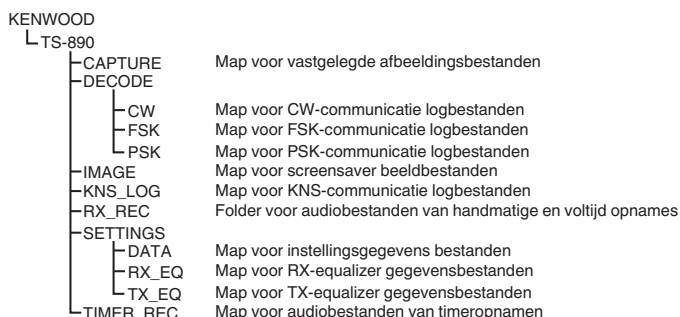 KENWOOD
TS-890
CAPTURE Map voor vastgelegde afbeeldingsbestanden
DECODE
CW Map voor CW-communicatie logbestanden
FSK Map voor FSK-communicatie logbestanden
PSK Map voor PSK-communicatie logbestanden
IMAGE Map voor screensaver beeldbestanden
KNS_LOG Map voor KNS-communicatie logbestanden
RX_REC Folder voor audiobestanden van handmatige en voltijd opnames
SETTINGS
DATA Map voor instellingsgegevens bestanden
RX_EQ Map voor RX-equalizer gegevensbestanden
TX_EQ Map voor TX-equalizer gegevensbestanden
TIMER_REC Map voor audiobestanden van timeropnamen